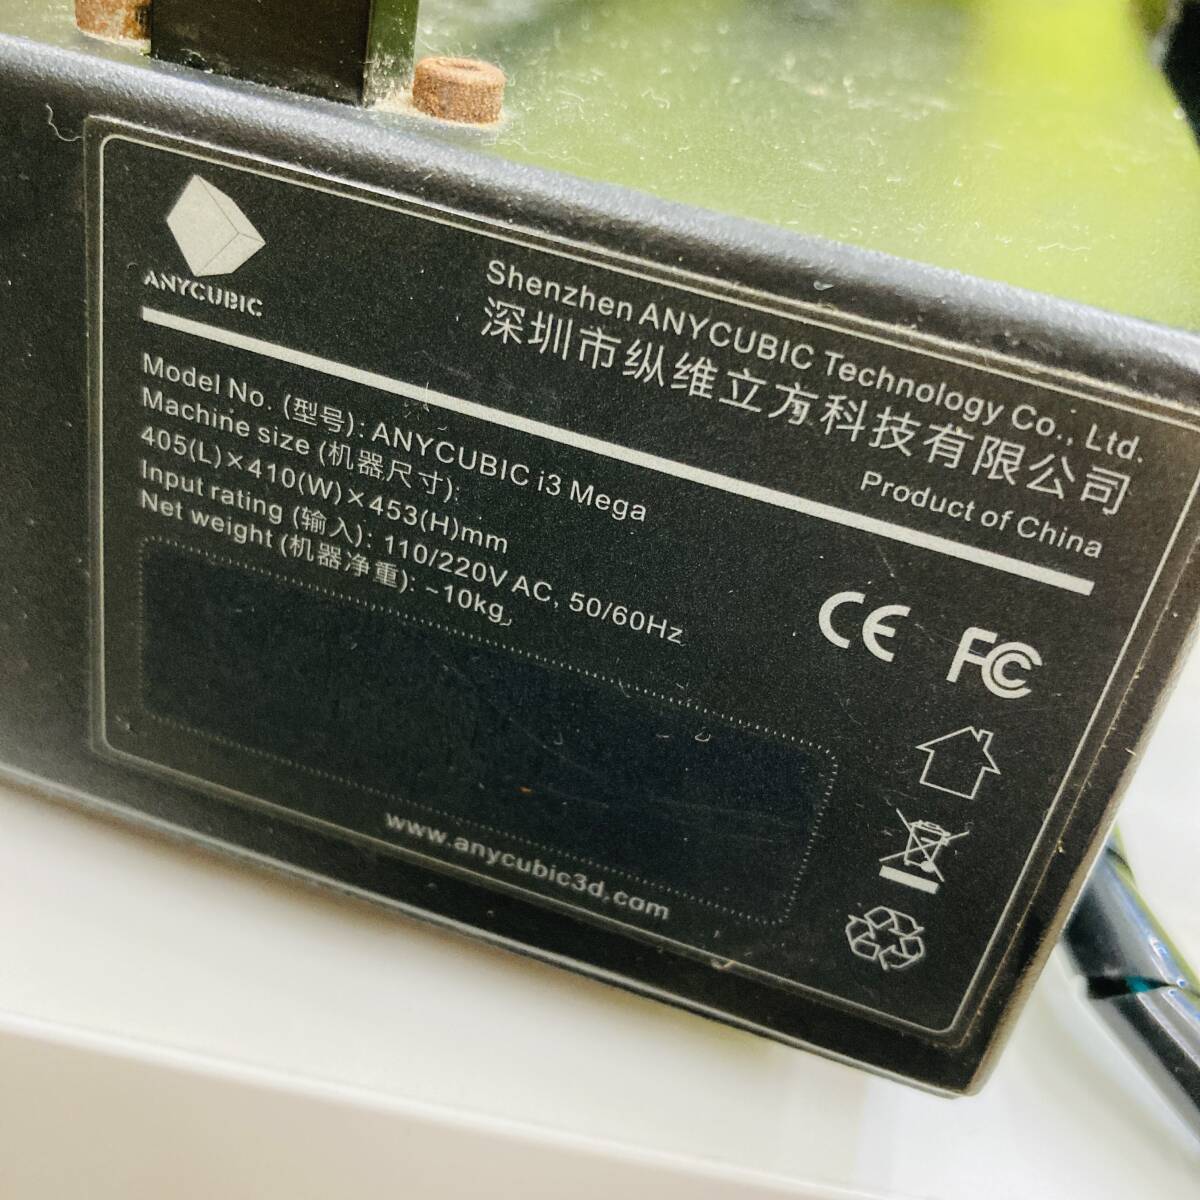 ANYCUBIC
Shenzhen ANYCUBIC Technology Co., Ltd.
深圳市纵维立方科技有限公司
Product of China
Model No. (型号): ANYCUBIC i3 Mega
Machine size (机器尺寸):
405(L)×410(W)×453(H)mm
Input rating (输入): 110/220V AC, 50/60Hz
Net weight (机器净重): ~10kg
CE FC
www.anycubic3d.com